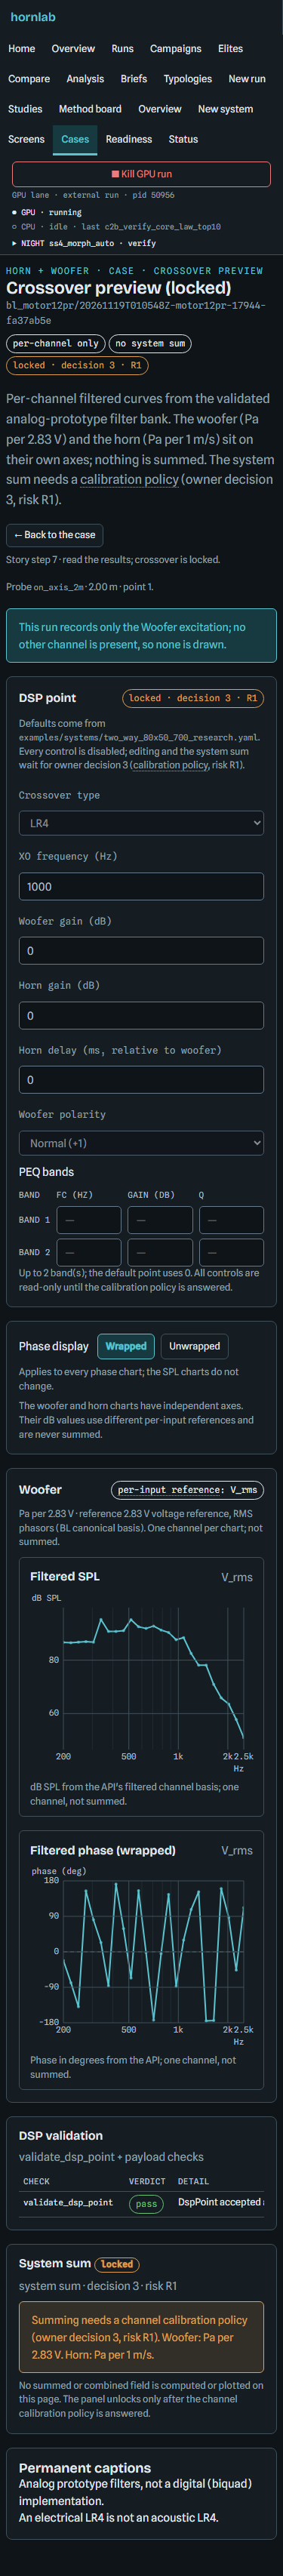 hornlab
Home Overview Runs Campaigns Elites
Compare Analysis Briefs Typologies New run
Studies Method board Overview New system
Screens Cases Readiness Status
Kill GPU run
GPU lane · external run · pid 50956
GPU · running
CPU · idle · last c2b_verify_core_law_top10
NIGHT ss4_morph_auto · verify
HORN + WOOFER · CASE · CROSSOVER PREVIEW
Crossover preview (locked)
bl_motor12pr/20261119T010548Z-motor12pr-17944-
fa37ab5e
per-channel only no system sum
locked · decision 3 · R1
Per-channel filtered curves from the validated
analog-prototype filter bank. The woofer (Pa
per 2.83 V) and the horn (Pa per 1 m/s) sit on
their own axes; nothing is summed. The system
sum needs a calibration policy (owner decision
3, risk R1).
← Back to the case
Story step 7 · read the results; crossover is locked.
Probe on_axis_2m · 2.00 m · point 1.
This run records only the Woofer excitation; no
other channel is present, so none is drawn.
DSP point locked · decision 3 · R1
Defaults come from
examples/systems/two_way_80x50_700_research.yaml.
Every control is disabled; editing and the system sum
wait for owner decision 3 (calibration policy, risk R1).
Crossover type
LR4
XO frequency (Hz)
1000
Woofer gain (dB)
0
Horn gain (dB)
0
Horn delay (ms, relative to woofer)
0
Woofer polarity
Normal (+1)
PEQ bands
BAND FC (HZ) GAIN (DB) Q
BAND 1 — — —
BAND 2 — — —
Up to 2 band(s); the default point uses 0. All controls are
read-only until the calibration policy is answered.
Phase display Wrapped Unwrapped
Applies to every phase chart; the SPL charts do not
change.
The woofer and horn charts have independent axes.
Their dB values use different per-input references and
are never summed.
Woofer per-input reference: V_rms
Pa per 2.83 V · reference 2.83 V voltage reference, RMS
phasors (BL canonical basis). One channel per chart; not
summed.
Filtered SPL V_rms
dB SPL
80
60
200 500 1k 2k 2.5k
Hz
dB SPL from the API's filtered channel basis; one
channel, not summed.
Filtered phase (wrapped) V_rms
phase (deg)
180
90
0
-90
-180
200 500 1k 2k 2.5k
Hz
Phase in degrees from the API; one channel, not
summed.
DSP validation
validate_dsp_point + payload checks
CHECK VERDICT DETAIL
validate_dsp_point pass DspPoint accepted
System sum locked
system sum · decision 3 · risk R1
Summing needs a channel calibration policy
(owner decision 3, risk R1). Woofer: Pa per
2.83 V. Horn: Pa per 1 m/s.
No summed or combined field is computed or plotted on
this page. The panel unlocks only after the channel
calibration policy is answered.
Permanent captions
Analog prototype filters, not a digital (biquad)
implementation.
An electrical LR4 is not an acoustic LR4.